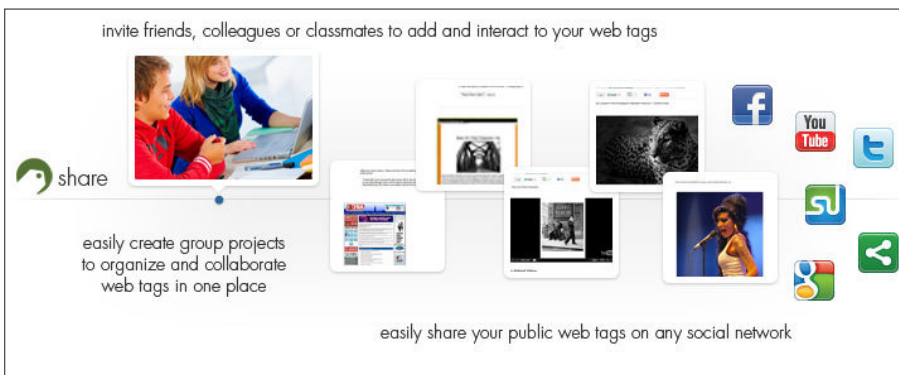 invite friends, colleagues or classmates to add and interact to your web tags
You
Tube
share
easily create group projects
to organize and collaborate
web tags in one place
easily share your public web tags on any social network